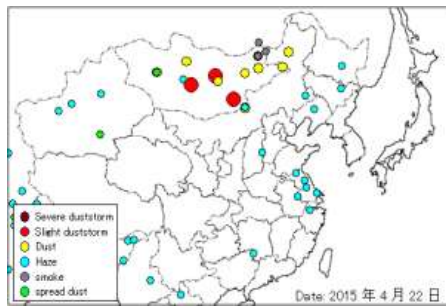 Severe duststorm
Slight duststorm
Dust
Haze
smoke
spread dust
Date: 2015 年 4 月 22 日